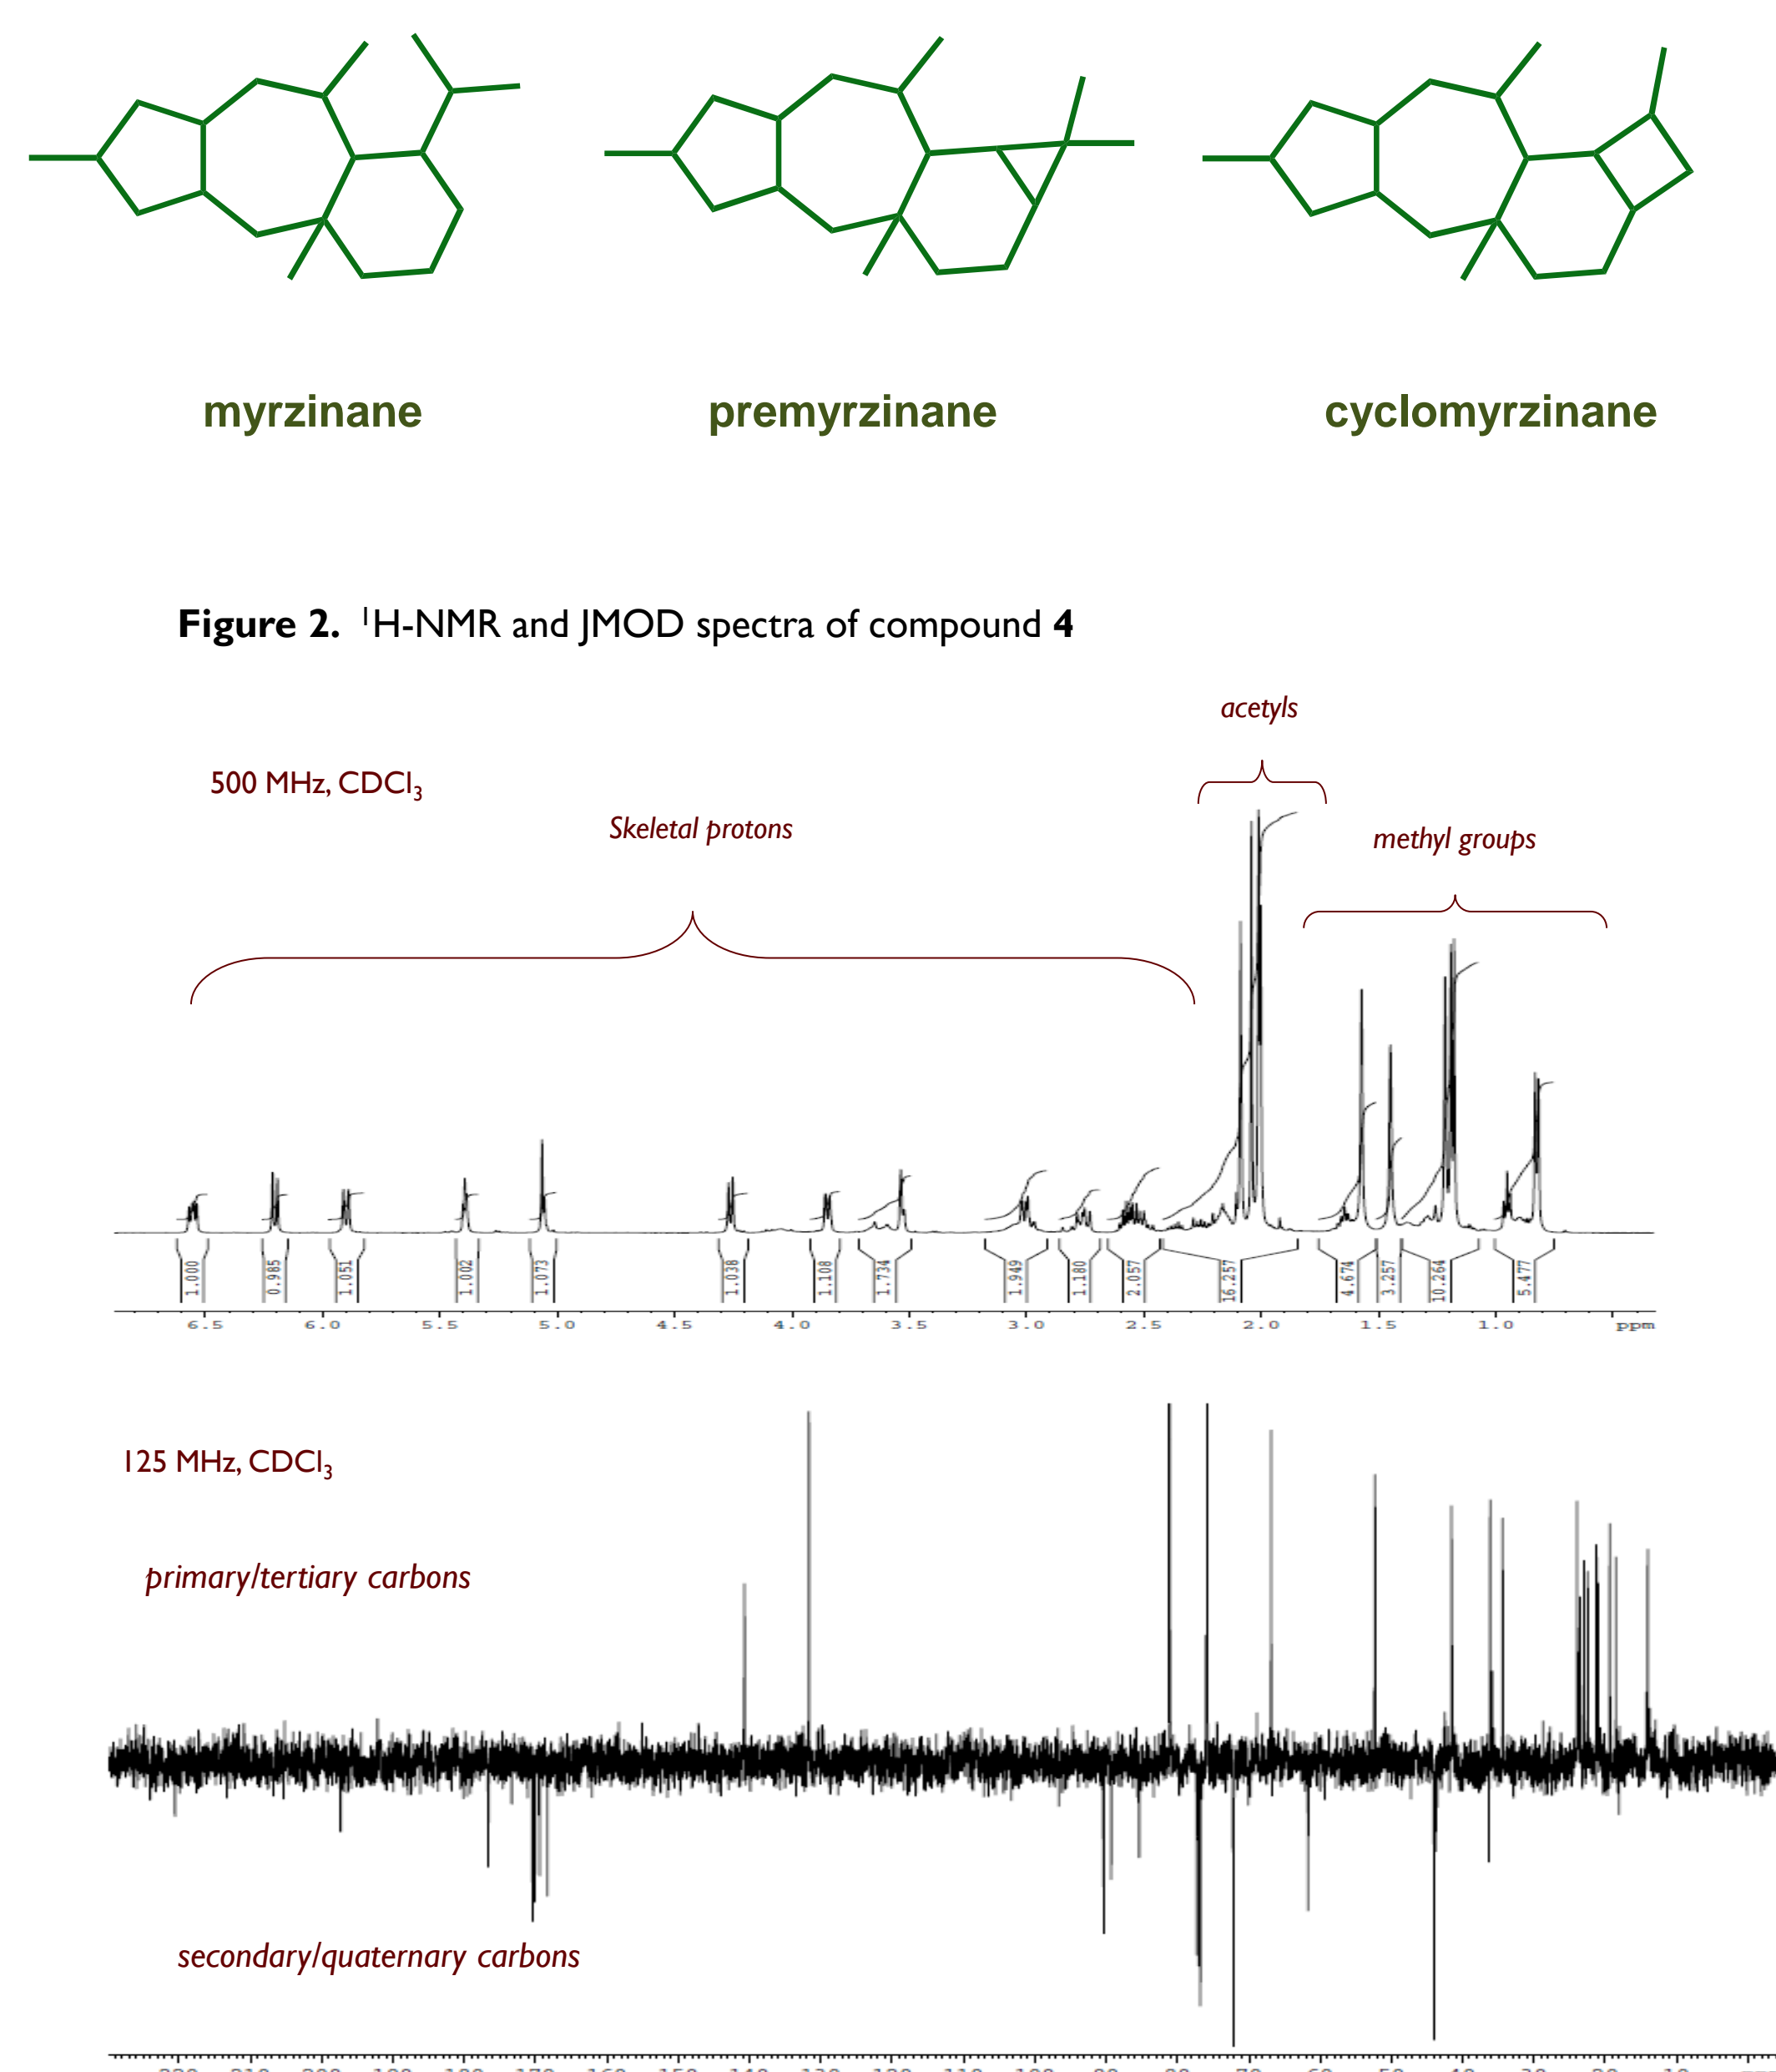 myrzinane premyrzinane cyclomyrzinane
Figure 2. ¹H-NMR and JMOD spectra of compound 4
acetyls
500 MHz, CDCl₃
Skeletal protons
methyl groups
1.000 0.985 1.051 1.002 1.073 1.038 1.108 1.734 1.949 1.180 2.057 16.257 4.674 3.257 10.264 5.477
6.5 6.0 5.5 5.0 4.5 4.0 3.5 3.0 2.5 2.0 1.5 1.0 ppm
125 MHz, CDCl₃
primary/tertiary carbons
secondary/quaternary carbons